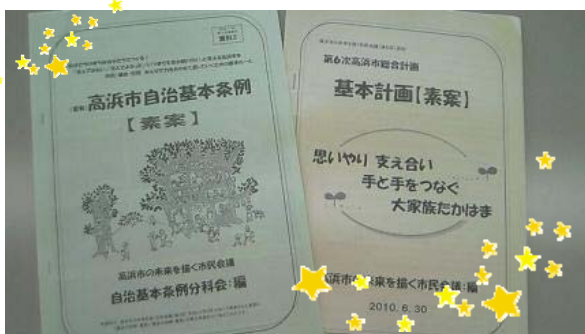 高浜市自治基本条例
【素案】
高浜市の未来を描く市民会議
自治基本条例分科会:編
第6次高浜市総合計画
基本計画【素案】
思いやり 支え合い
手と手をつなぐ
大家族たかはま
高浜市の未来を描く市民会議:編
2010.6.30